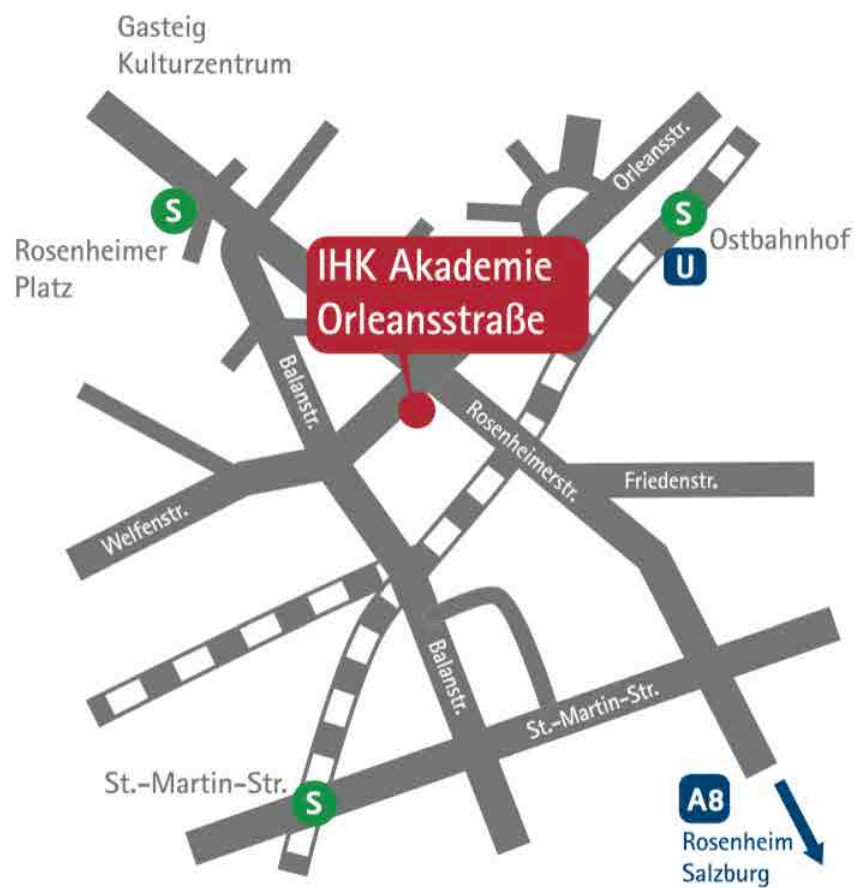 Gasteig
Kulturzentrum
Orleansstr.
S
S
Rosenheimer
Platz
Ostbahnhof
U
IHK Akademie
Orleansstraße
Balanstr.
Rosenheimerstr.
Friedenstr.
Welfenstr.
Balanstr.
St.-Martin-Str.
St.-Martin-Str.
S
A8
Rosenheim
Salzburg